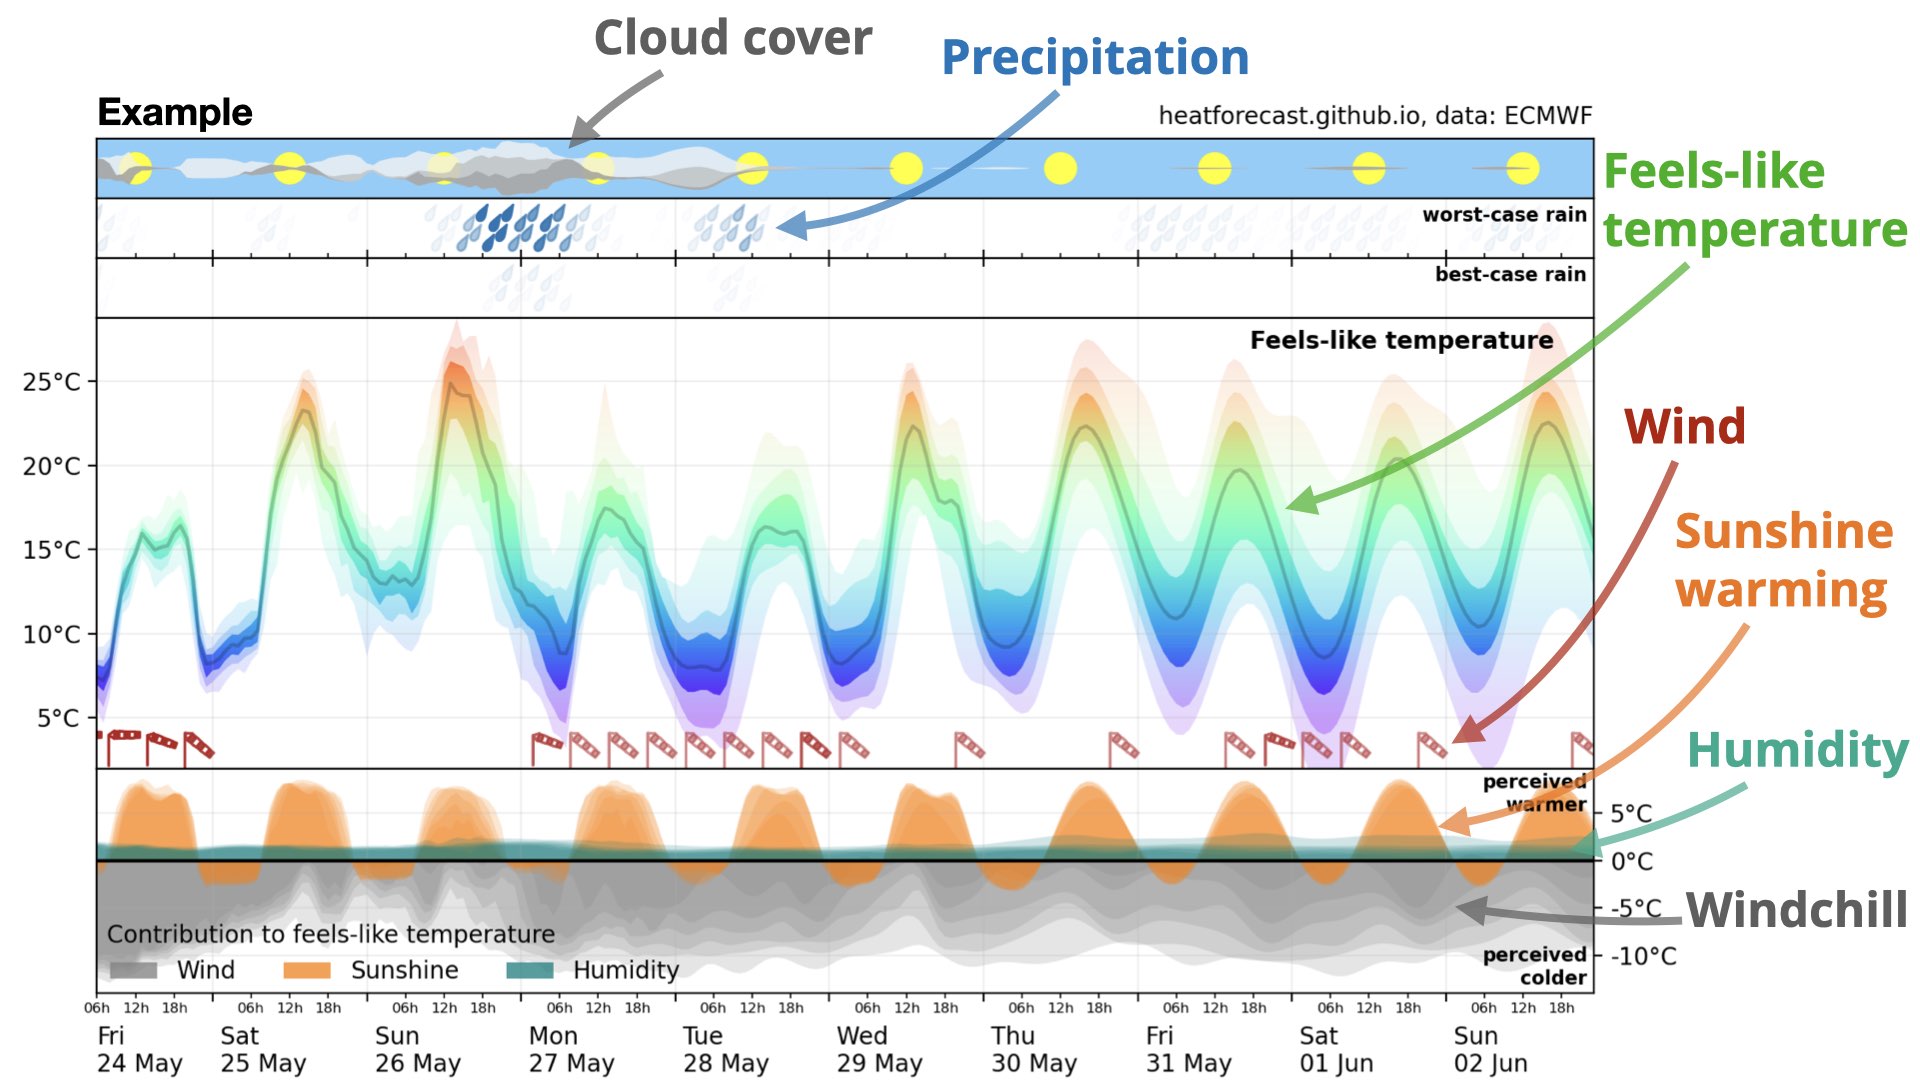 Cloud cover
Precipitation
Example
heatforecast.github.io, data: ECMWF
Feels-like
temperature
worst-case rain
best-case rain
Feels-like temperature
25°C
20°C
15°C
10°C
5°C
Wind
Sunshine
warming
Humidity
perceived
warmer
5°C
0°C
-5°C
-10°C
Windchill
Contribution to feels-like temperature
Wind Sunshine Humidity
perceived
colder
06h 12h 18h 06h 12h 18h 06h 12h 18h 06h 12h 18h 06h 12h 18h 06h 12h 18h 06h 12h 18h 06h 12h 18h 06h 12h 18h 06h 12h 18h
Fri Sat Sun Mon Tue Wed Thu Fri Sat Sun
24 May 25 May 26 May 27 May 28 May 29 May 30 May 31 May 01 Jun 02 Jun